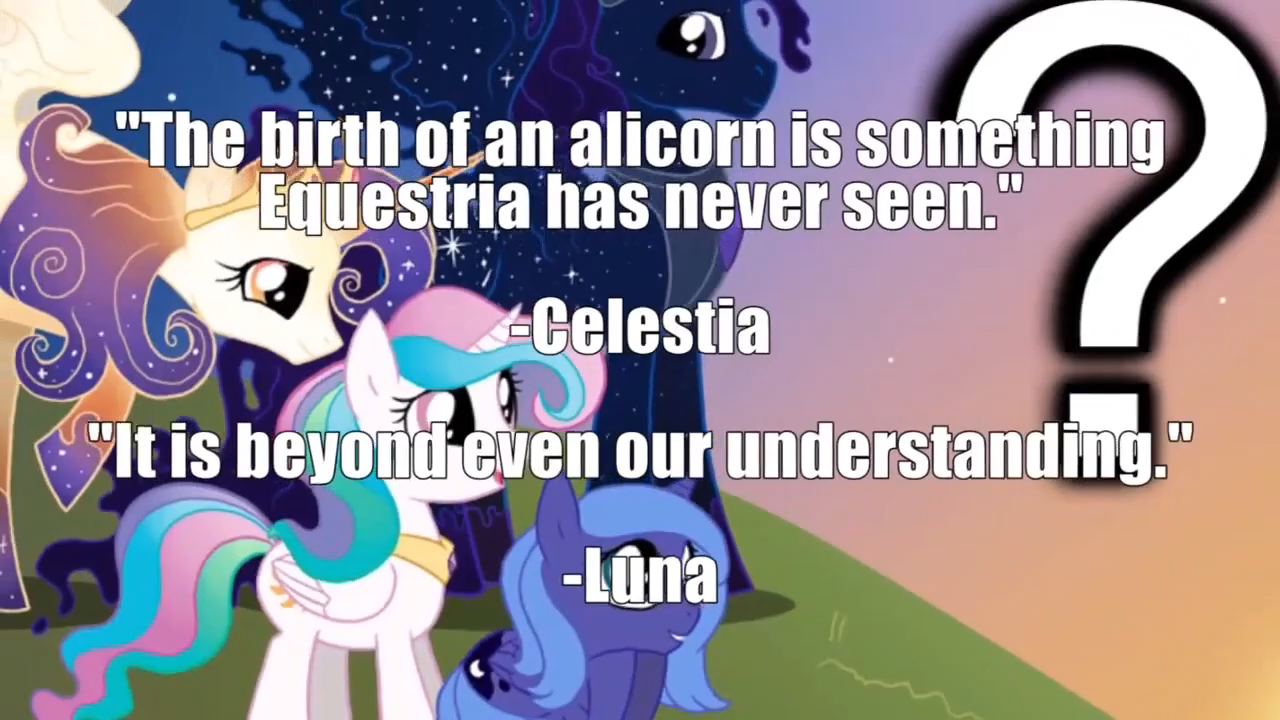 "The birth of an alicorn is something
Equestria has never seen."
-Celestia
"It is beyond even our understanding."
-Luna
?